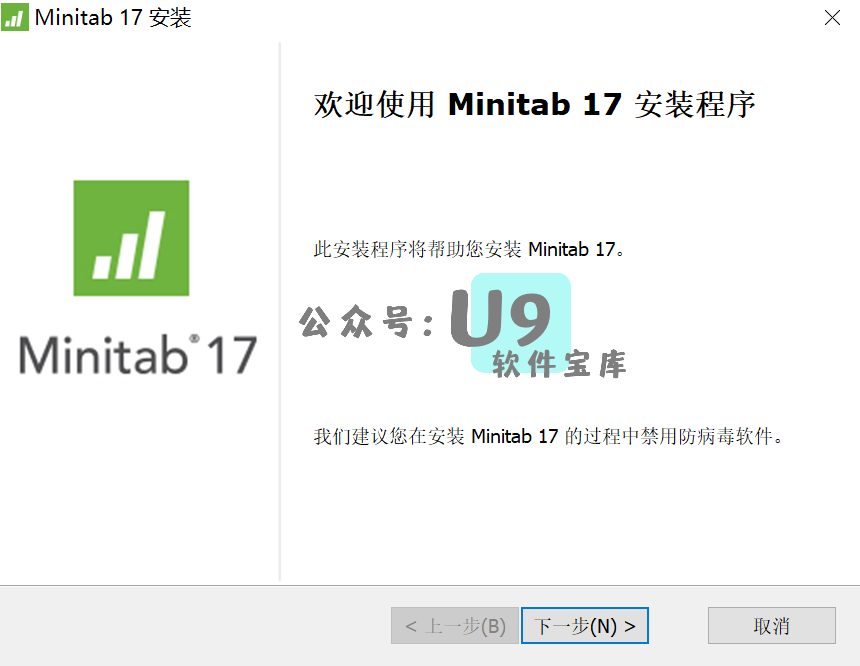 Minitab 17 安装
欢迎使用 Minitab 17 安装程序
Minitab®17
此安装程序将帮助您安装 Minitab 17。
公众号：U9
软件宝库
我们建议您在安装 Minitab 17 的过程中禁用防病毒软件。
< 上一步(B)
下一步(N) >
取消